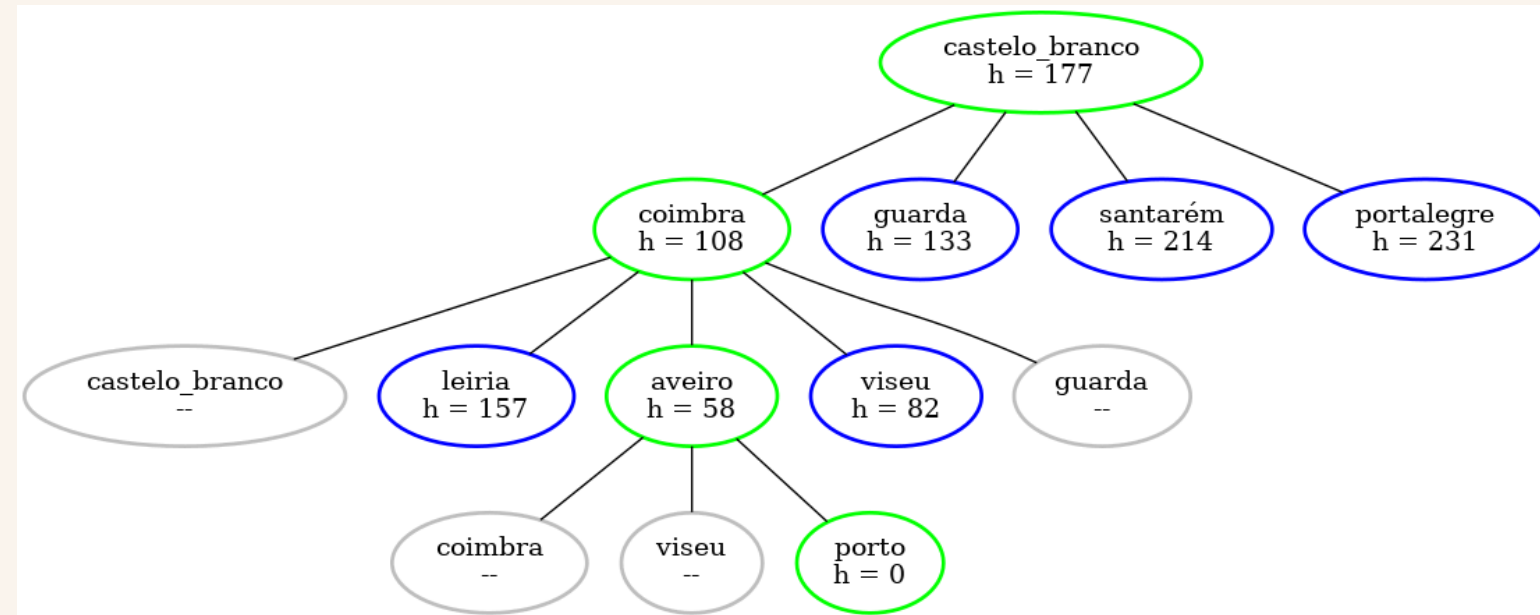 castelo_branco
h = 177
coimbra
h = 108
guarda
h = 133
santarém
h = 214
portalegre
h = 231
castelo_branco
--
leiria
h = 157
aveiro
h = 58
viseu
h = 82
guarda
--
coimbra
--
viseu
--
porto
h = 0